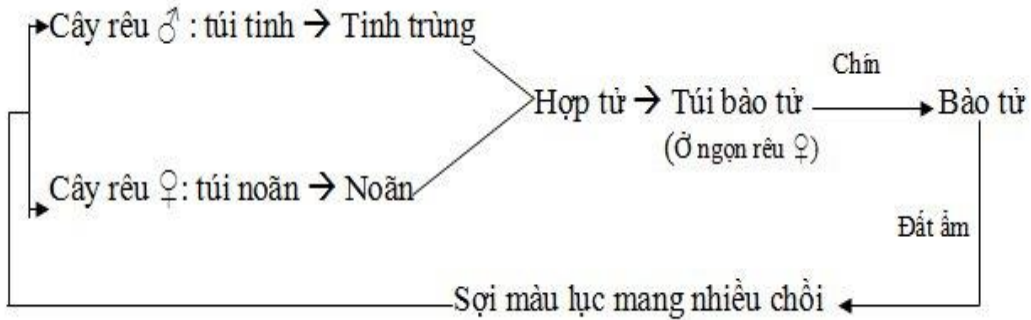 Cây rêu ♂ : túi tinh → Tinh trùng
Chín
Hợp tử → Túi bào tử → Bào tử
(Ở ngọn rêu ♀)
Cây rêu ♀: túi noãn → Noãn
Đất ẩm
Sợi màu lục mang nhiều chồi